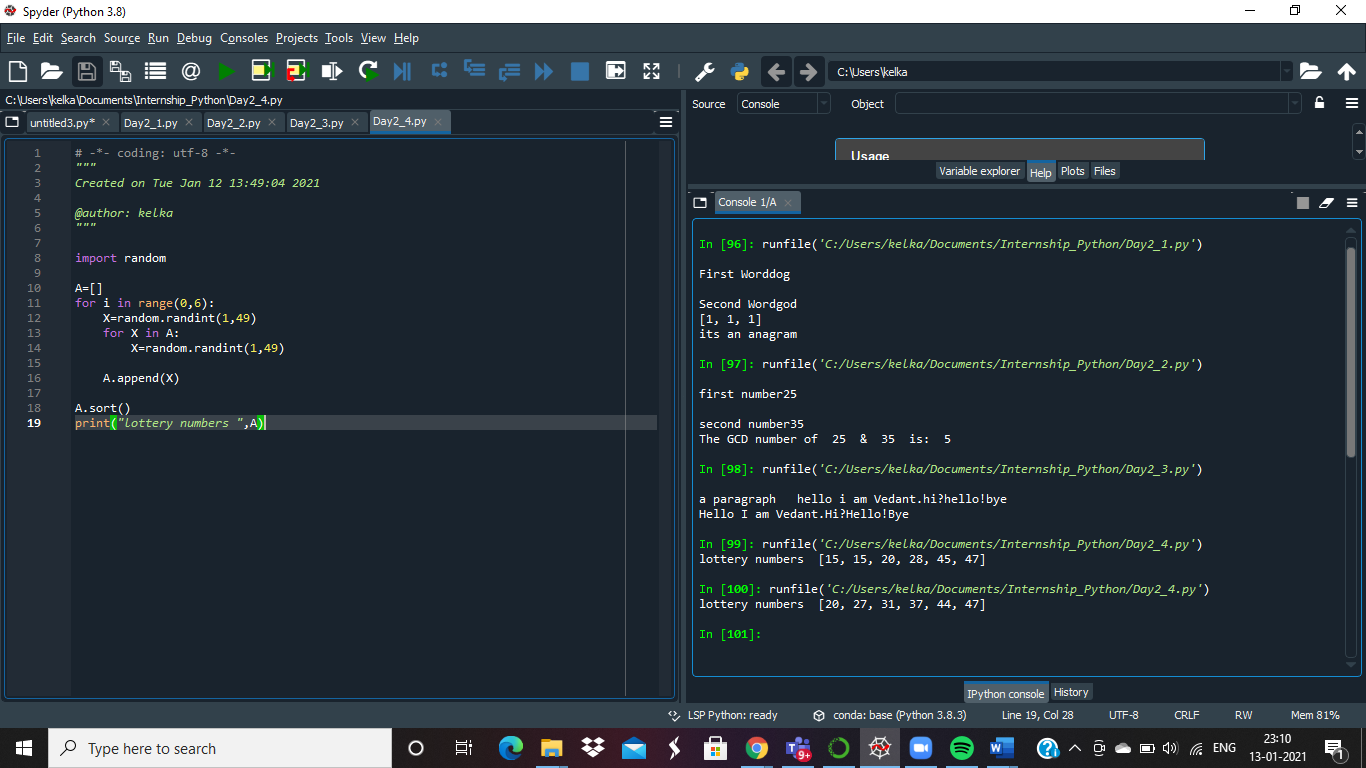 Spyder (Python 3.8)
File Edit Search Source Run Debug Consoles Projects Tools View Help
C:\Users\kelka
C:\Users\kelka\Documents\Internship_Python\Day2_4.py
untitled3.py* Day2_1.py Day2_2.py Day2_3.py Day2_4.py
1 # -*- coding: utf-8 -*-
2 """
3 Created on Tue Jan 12 13:49:04 2021
4
5 @author: kelka
6 """
7
8 import random
9
10 A=[]
11 for i in range(0,6):
12     X=random.randint(1,49)
13     for X in A:
14         X=random.randint(1,49)
15
16     A.append(X)
17
18 A.sort()
19 print("lottery numbers ",A)
Source Console Object
Usage
Variable explorer Help Plots Files
Console 1/A
In [96]: runfile('C:/Users/kelka/Documents/Internship_Python/Day2_1.py')
First Worddog
Second Wordgod
[1, 1, 1]
its an anagram
In [97]: runfile('C:/Users/kelka/Documents/Internship_Python/Day2_2.py')
first number25
second number35
The GCD number of  25  &  35  is:  5
In [98]: runfile('C:/Users/kelka/Documents/Internship_Python/Day2_3.py')
a paragraph   hello i am Vedant.hi?hello!bye
Hello I am Vedant.Hi?Hello!Bye
In [99]: runfile('C:/Users/kelka/Documents/Internship_Python/Day2_4.py')
lottery numbers  [15, 15, 20, 28, 45, 47]
In [100]: runfile('C:/Users/kelka/Documents/Internship_Python/Day2_4.py')
lottery numbers  [20, 27, 31, 37, 44, 47]
In [101]:
IPython console History
LSP Python: ready conda: base (Python 3.8.3) Line 19, Col 28 UTF-8 CRLF RW Mem 81%
Type here to search
9+
ENG
23:10
13-01-2021
1